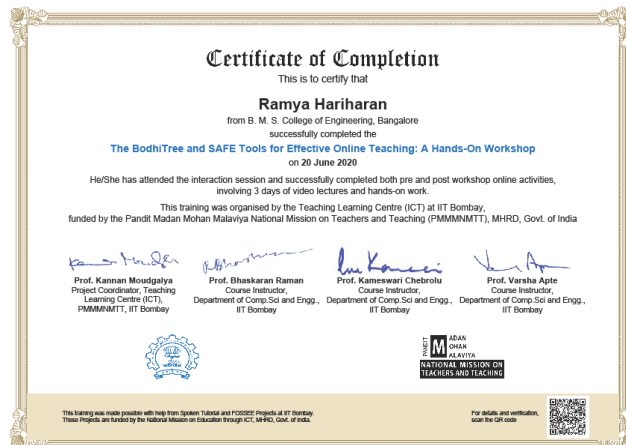 Certificate of Completion
This is to certify that
Ramya Hariharan
from B. M. S. College of Engineering, Bangalore
successfully completed the
The BodhiTree and SAFE Tools for Effective Online Teaching: A Hands-On Workshop
on 20 June 2020
He/She has attended the interaction session and successfully completed both pre and post workshop online activities,
involving 3 days of video lectures and hands-on work.
This training was organised by the Teaching Learning Centre (ICT) at IIT Bombay,
funded by the Pandit Madan Mohan Malaviya National Mission on Teachers and Teaching (PMMMNMTT), MHRD, Govt. of India
Prof. Kannan Moudgalya
Project Coordinator, Teaching
Learning Centre (ICT),
PMMMNMTT, IIT Bombay
Prof. Bhaskaran Raman
Course Instructor,
Department of Comp.Sci and Engg.,
IIT Bombay
Prof. Kameswari Chebrolu
Course Instructor,
Department of Comp.Sci and Engg.,
IIT Bombay
Prof. Varsha Apte
Course Instructor,
Department of Comp.Sci and Engg.,
IIT Bombay
PANDIT
MADAN
MOHAN
MALAVIYA
NATIONAL MISSION ON
TEACHERS AND TEACHING
This training was made possible with help from Spoken Tutorial and FOSSEE Projects at IIT Bombay.
These Projects are funded by the National Mission on Education through ICT, MHRD, Govt. of India.
For details and verification,
scan the QR code